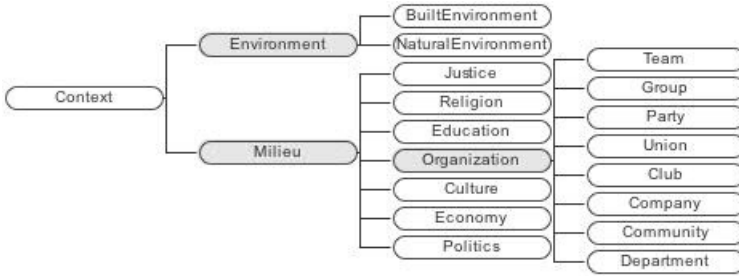 Context
Environment
BuiltEnvironment
NaturalEnvironment
Milieu
Justice
Religion
Education
Organization
Team
Group
Party
Union
Club
Company
Community
Department
Culture
Economy
Politics